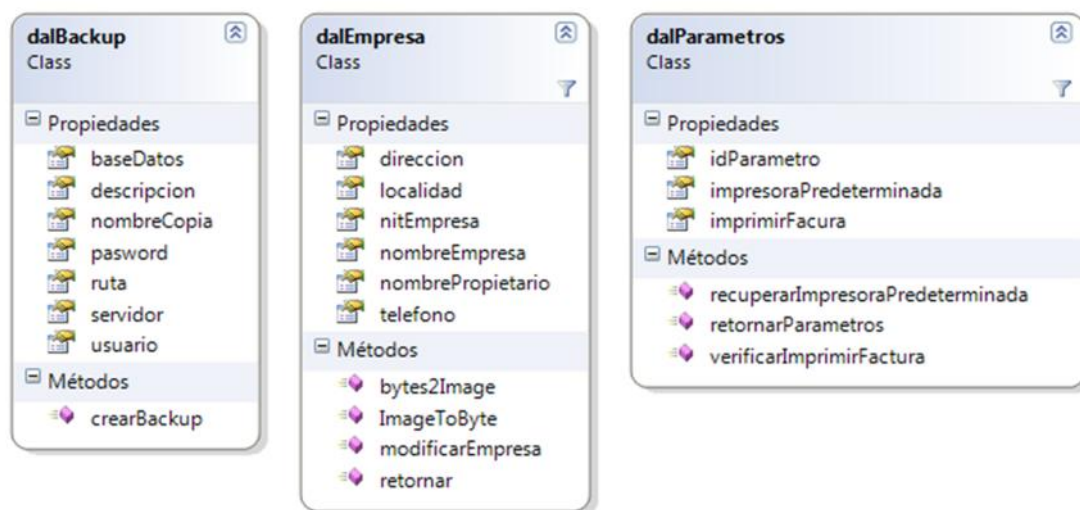 dalBackup
Class
Propiedades
baseDatos
descripcion
nombreCopia
pasword
ruta
servidor
usuario
Métodos
crearBackup
dalEmpresa
Class
Propiedades
direccion
localidad
nitEmpresa
nombreEmpresa
nombrePropietario
telefono
Métodos
bytes2Image
ImageToByte
modificarEmpresa
retornar
dalParametros
Class
Propiedades
idParametro
impresoraPredeterminada
imprimirFacura
Métodos
recuperarImpresoraPredeterminada
retornarParametros
verificarImprimirFactura